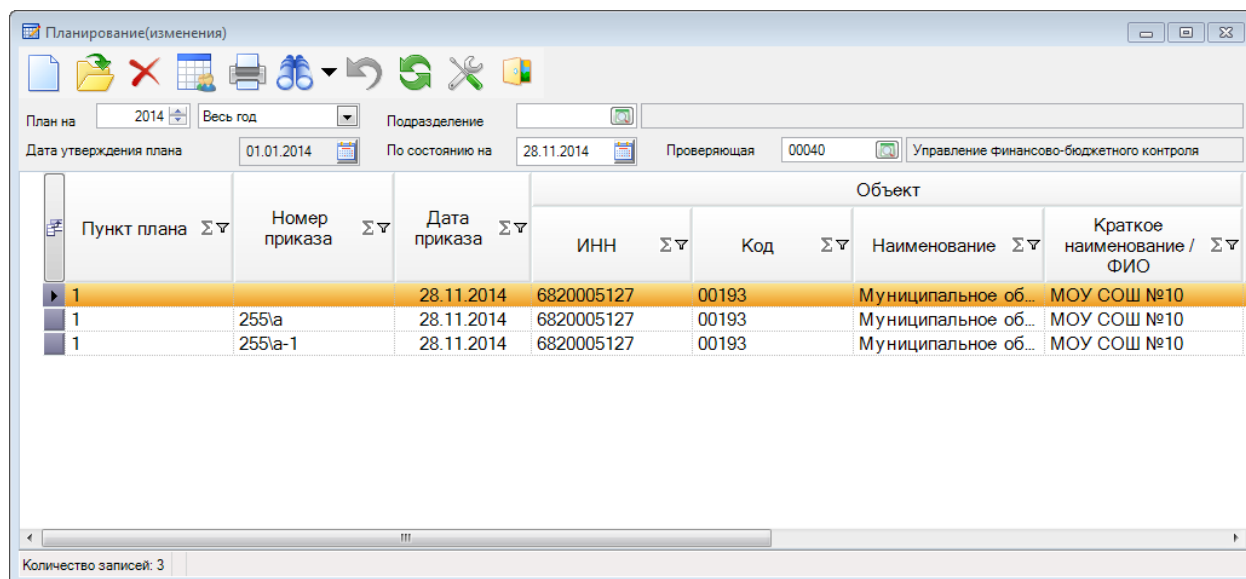 Планирование(изменения)
План на 2014 Весь год Подразделение
Дата утверждения плана 01.01.2014 По состоянию на 28.11.2014 Проверяющая 00040 Управление финансово-бюджетного контроля
Объект
Пункт плана Σ Номер приказа Σ Дата приказа Σ ИНН Σ Код Σ Наименование Σ Краткое наименование / ФИО Σ
1 28.11.2014 6820005127 00193 Муниципальное об... МОУ СОШ №10
1 255\а 28.11.2014 6820005127 00193 Муниципальное об... МОУ СОШ №10
1 255\а-1 28.11.2014 6820005127 00193 Муниципальное об... МОУ СОШ №10
Количество записей: 3